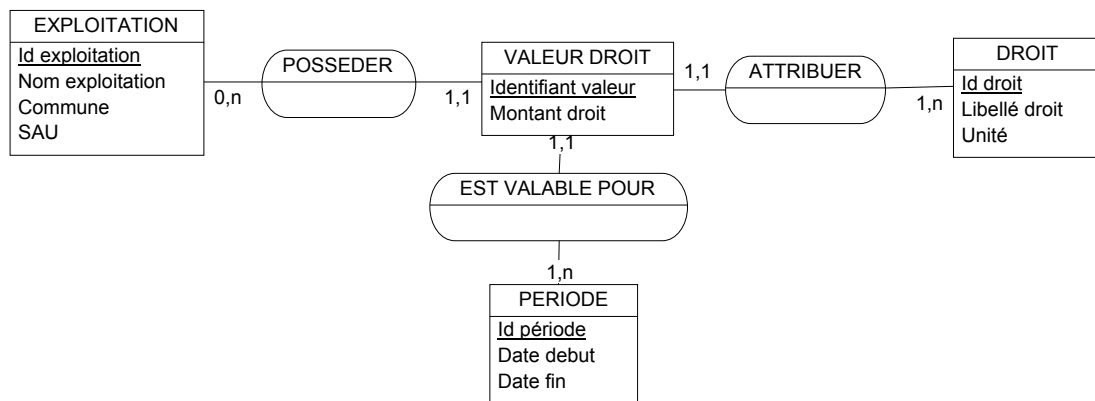 EXPLOITATION
Id exploitation
Nom exploitation
Commune
SAU
0,n
POSSEDER
1,1
VALEUR DROIT
Identifiant valeur
Montant droit
1,1
ATTRIBUER
1,n
DROIT
Id droit
Libellé droit
Unité
1,1
EST VALABLE POUR
1,n
PERIODE
Id période
Date debut
Date fin